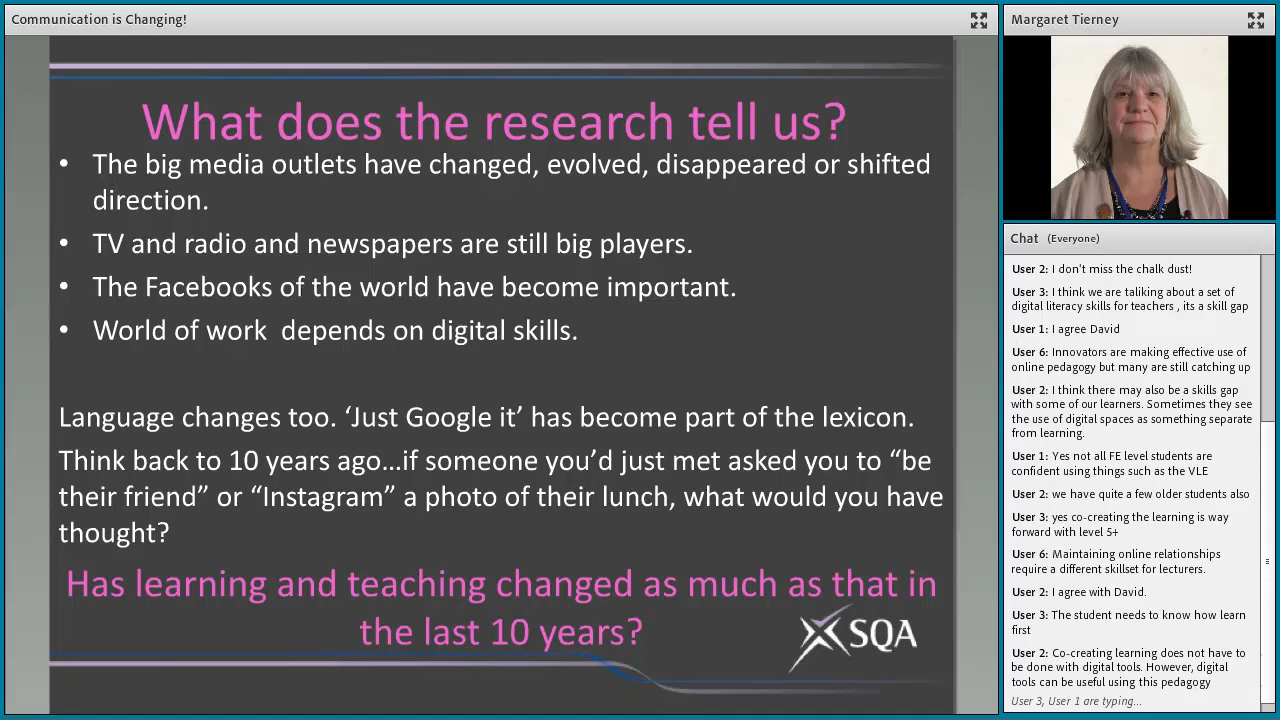 Communication is Changing!
What does the research tell us?
• The big media outlets have changed, evolved, disappeared or shifted
direction.
• TV and radio and newspapers are still big players.
• The Facebooks of the world have become important.
• World of work  depends on digital skills.
Language changes too. ‘Just Google it’ has become part of the lexicon.
Think back to 10 years ago…if someone you’d just met asked you to “be
their friend” or “Instagram” a photo of their lunch, what would you have
thought?
Has learning and teaching changed as much as that in
the last 10 years?
SQA
Margaret Tierney
Chat (Everyone)
User 2: I don't miss the chalk dust!
User 3: I think we are taliking about a set of
digital literacy skills for teachers , its a skill gap
User 1: I agree David
User 6: Innovators are making effective use of
online pedagogy but many are still catching up
User 2: I think there may also be a skills gap
with some of our learners. Sometimes they see
the use of digital spaces as something separate
from learning.
User 1: Yes not all FE level students are
confident using things such as the VLE
User 2: we have quite a few older students also
User 3: yes co-creating the learning is way
forward with level 5+
User 6: Maintaining online relationships
require a different skillset for lecturers.
User 2: I agree with David.
User 3: The student needs to know how learn
first
User 2: Co-creating learning does not have to
be done with digital tools. However, digital
tools can be useful using this pedagogy
User 3, User 1 are typing...